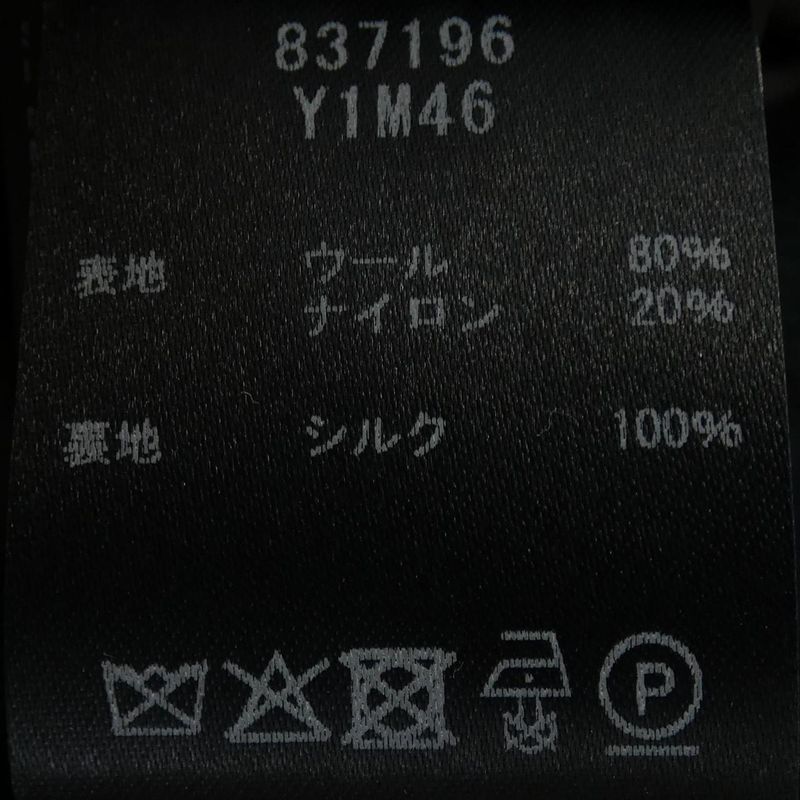 837196
Y1M46
表地 ウール 80%
ナイロン 20%
裏地 シルク 100%
P